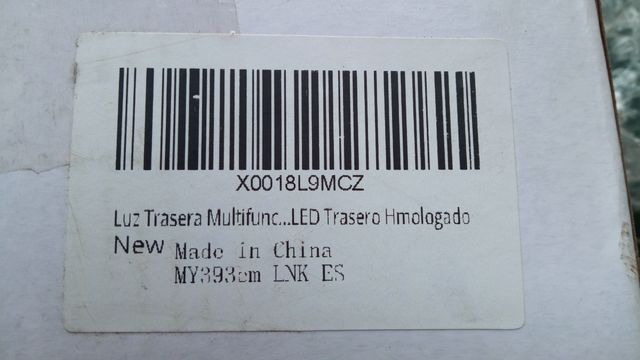 X0018L9MCZ
Luz Trasera Multifunc...LED Trasero Hmologado
New
Made in China
MY393em LNK ES